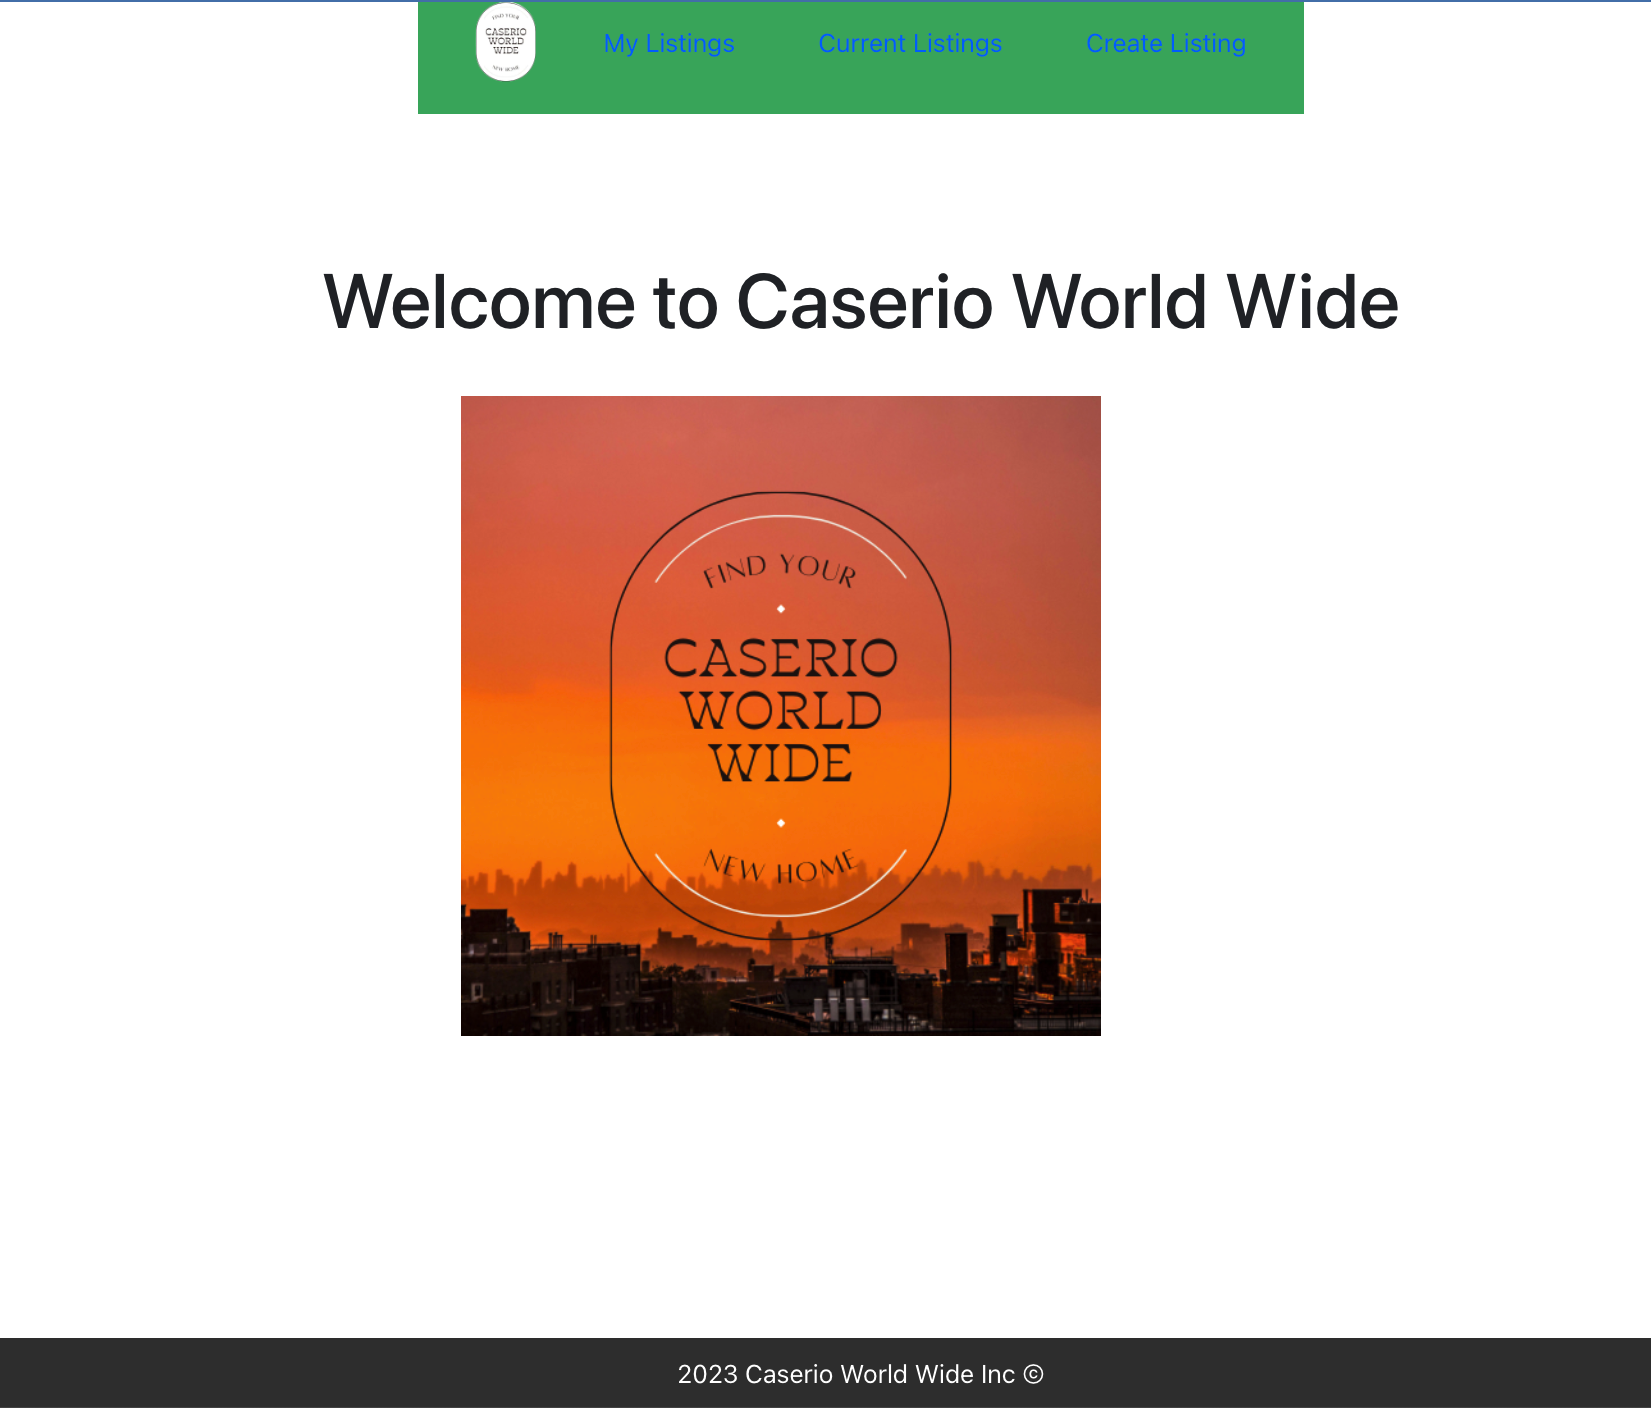 FIND YOUR
CASERIO
WORLD
WIDE
NEW HOME
My Listings
Current Listings
Create Listing
Welcome to Caserio World Wide
FIND YOUR
CASERIO
WORLD
WIDE
NEW HOME
2023 Caserio World Wide Inc ©